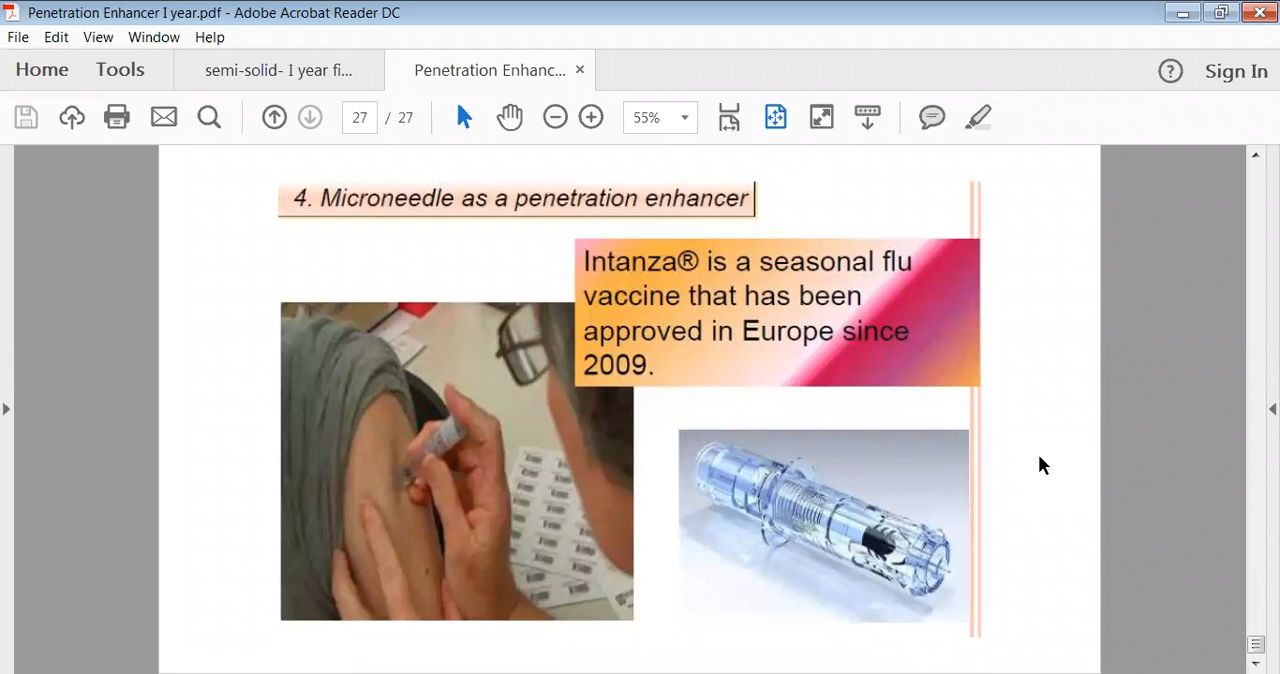 Penetration Enhancer I year.pdf - Adobe Acrobat Reader DC
File Edit View Window Help
Home Tools semi-solid- I year fi... Penetration Enhanc... × Sign In
27 / 27 55%
4. Microneedle as a penetration enhancer
Intanza® is a seasonal flu
vaccine that has been
approved in Europe since
2009.